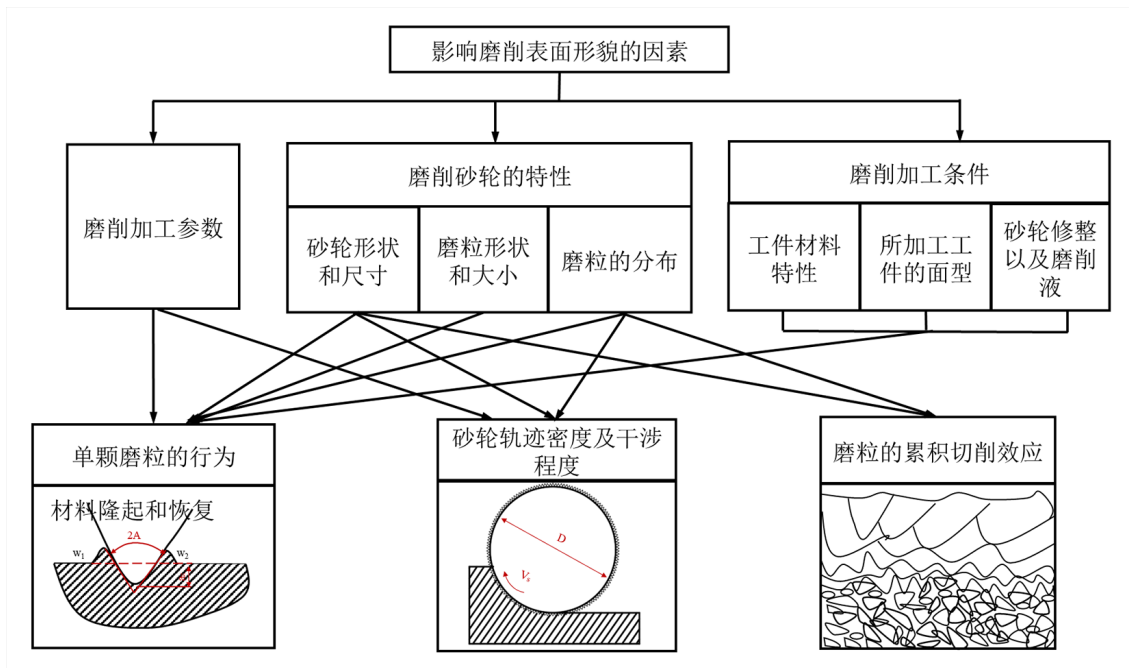 影响磨削表面形貌的因素
磨削加工参数
磨削砂轮的特性
砂轮形状
和尺寸
磨粒形状
和大小
磨粒的分布
磨削加工条件
工件材料
特性
所加工工
件的面型
砂轮修整
以及磨削
液
单颗磨粒的行为
材料隆起和恢复
2A
w₁
w₂
砂轮轨迹密度及干涉
程度
D
磨粒的累积切削效应